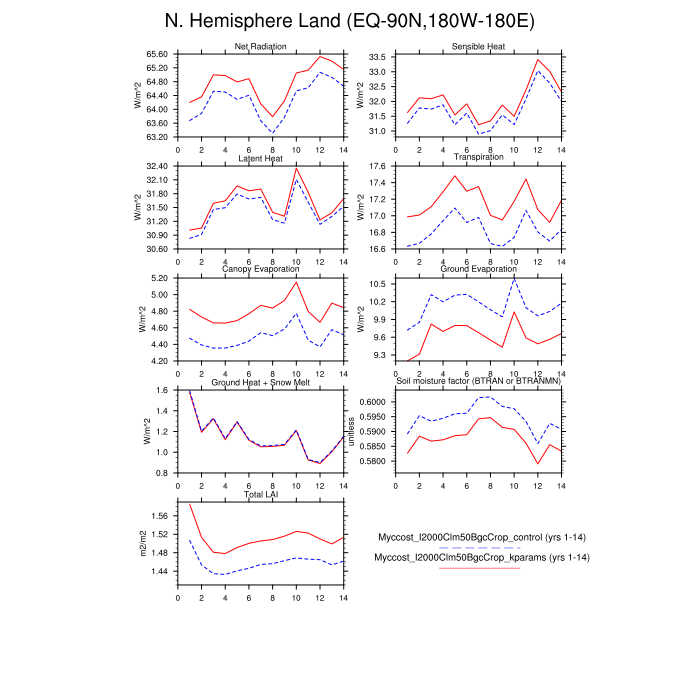 N. Hemisphere Land (EQ-90N,180W-180E)
Net Radiation
W/m^2
65.60
65.20
64.80
64.40
64.00
63.60
63.20
0 2 4 6 8 10 12 14
Sensible Heat
W/m^2
33.5
33.0
32.5
32.0
31.5
31.0
0 2 4 6 8 10 12 14
Latent Heat
W/m^2
32.40
32.10
31.80
31.50
31.20
30.90
30.60
0 2 4 6 8 10 12 14
Transpiration
W/m^2
17.6
17.4
17.2
17.0
16.8
16.6
0 2 4 6 8 10 12 14
Canopy Evaporation
W/m^2
5.20
5.00
4.80
4.60
4.40
4.20
0 2 4 6 8 10 12 14
Ground Evaporation
W/m^2
10.5
10.2
9.9
9.6
9.3
0 2 4 6 8 10 12 14
Ground Heat + Snow Melt
W/m^2
1.6
1.4
1.2
1.0
0.8
0 2 4 6 8 10 12 14
Soil moisture factor (BTRAN or BTRANMN)
unitless
0.6000
0.5950
0.5900
0.5850
0.5800
0 2 4 6 8 10 12 14
Total LAI
m2/m2
1.56
1.52
1.48
1.44
0 2 4 6 8 10 12 14
Myccost_I2000Clm50BgcCrop_control (yrs 1-14)
Myccost_I2000Clm50BgcCrop_kparams (yrs 1-14)